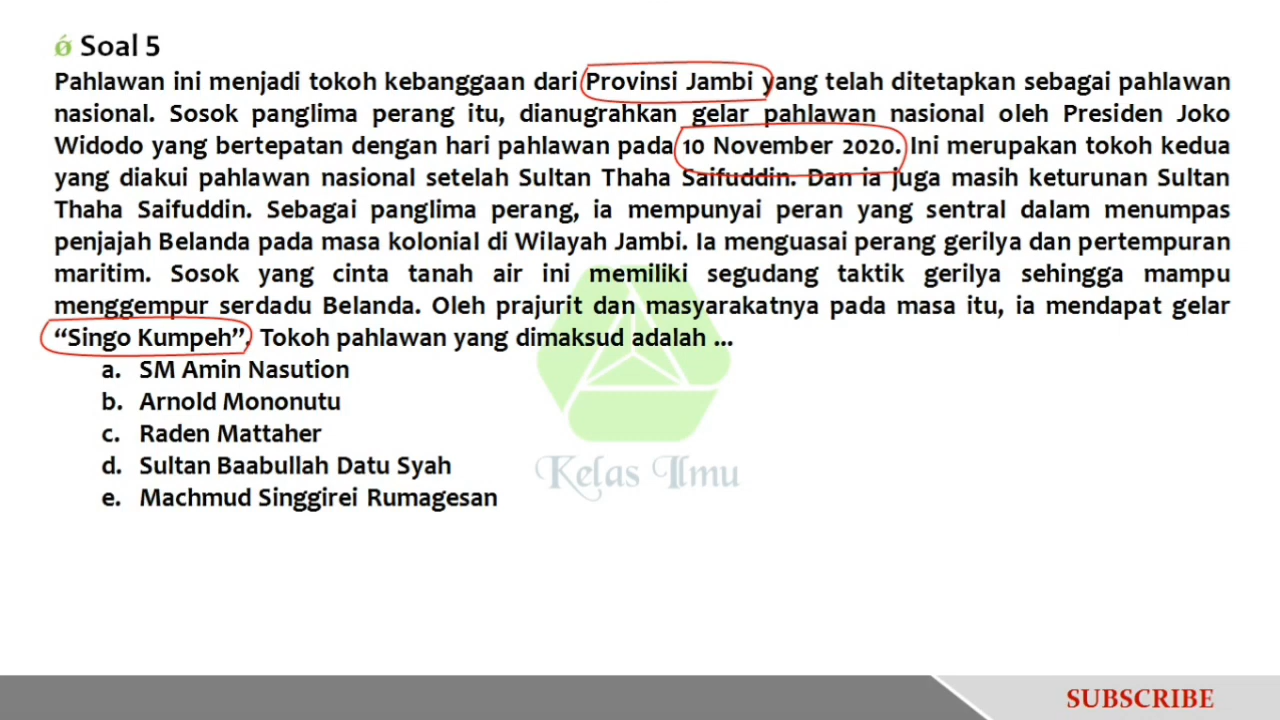 ǿ Soal 5
Pahlawan ini menjadi tokoh kebanggaan dari Provinsi Jambi yang telah ditetapkan sebagai pahlawan
nasional. Sosok panglima perang itu, dianugrahkan gelar pahlawan nasional oleh Presiden Joko
Widodo yang bertepatan dengan hari pahlawan pada 10 November 2020. Ini merupakan tokoh kedua
yang diakui pahlawan nasional setelah Sultan Thaha Saifuddin. Dan ia juga masih keturunan Sultan
Thaha Saifuddin. Sebagai panglima perang, ia mempunyai peran yang sentral dalam menumpas
penjajah Belanda pada masa kolonial di Wilayah Jambi. Ia menguasai perang gerilya dan pertempuran
maritim. Sosok yang cinta tanah air ini memiliki segudang taktik gerilya sehingga mampu
menggempur serdadu Belanda. Oleh prajurit dan masyarakatnya pada masa itu, ia mendapat gelar
“Singo Kumpeh”. Tokoh pahlawan yang dimaksud adalah ...
a. SM Amin Nasution
b. Arnold Mononutu
c. Raden Mattaher
d. Sultan Baabullah Datu Syah
e. Machmud Singgirei Rumagesan
Kelas Ilmu
SUBSCRIBE